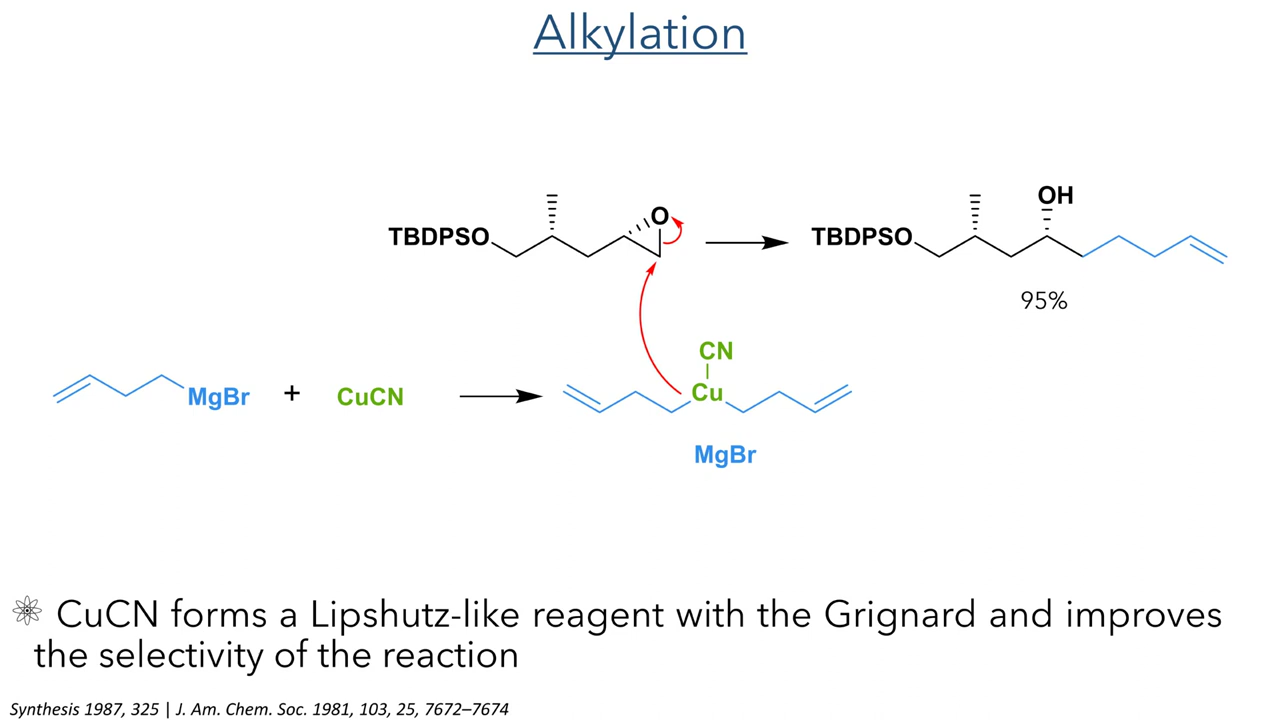 Alkylation
TBDPSO
O
TBDPSO
OH
95%
MgBr
+
CuCN
CN
Cu
MgBr
CuCN forms a Lipshutz-like reagent with the Grignard and improves
the selectivity of the reaction
Synthesis 1987, 325 | J. Am. Chem. Soc. 1981, 103, 25, 7672–7674